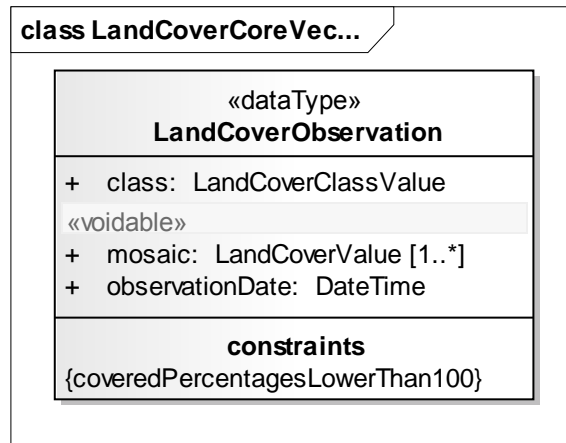 class LandCoverCoreVec...
«dataType»
LandCoverObservation
+ class: LandCoverClassValue
«voidable»
+ mosaic: LandCoverValue [1..*]
+ observationDate: DateTime
constraints
{coveredPercentagesLowerThan100}